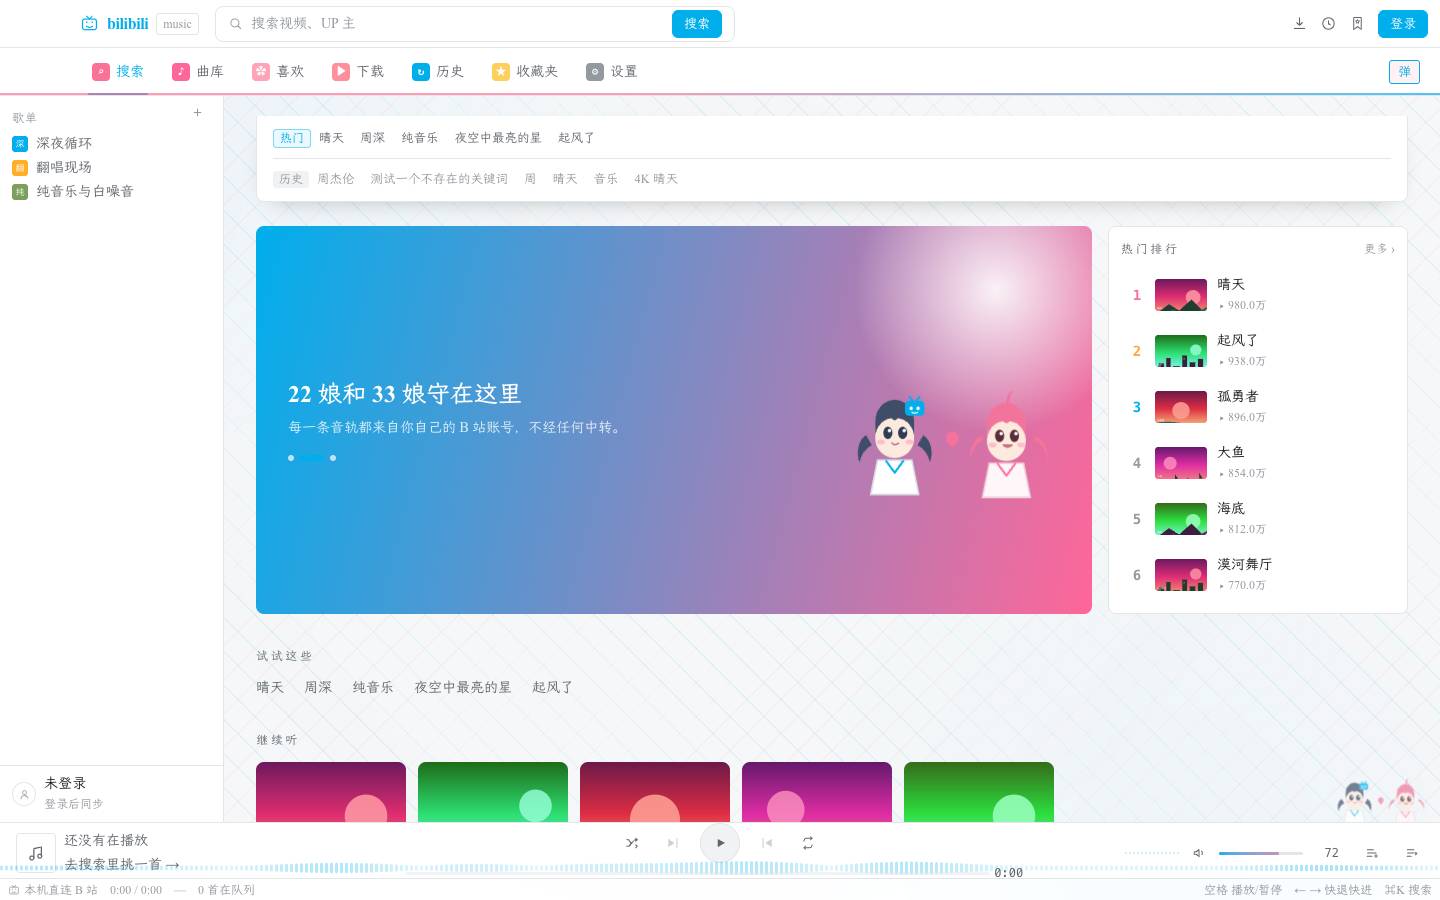 bilibili music 搜索视频、UP 主 搜索 登录
搜索 曲库 喜欢 下载 历史 收藏夹 设置 弹
歌单 +
深 深夜循环
翻 翻唱现场
纯 纯音乐与白噪音
热门 晴天 周深 纯音乐 夜空中最亮的星 起风了
历史 周杰伦 测试一个不存在的关键词 周 晴天 音乐 4K 晴天
22 娘和 33 娘守在这里
每一条音轨都来自你自己的 B 站账号，不经任何中转。
热门排行 更多 ›
1 晴天
980.0万
2 起风了
938.0万
3 孤勇者
896.0万
4 大鱼
854.0万
5 海底
812.0万
6 漠河舞厅
770.0万
试试这些
晴天 周深 纯音乐 夜空中最亮的星 起风了
继续听
未登录
登录后同步
还没有在播放
去搜索里挑一首 →
0:00
72
本机直连 B 站 0:00 / 0:00 — 0 首在队列
空格 播放/暂停 ← → 快退快进 ⌘K 搜索